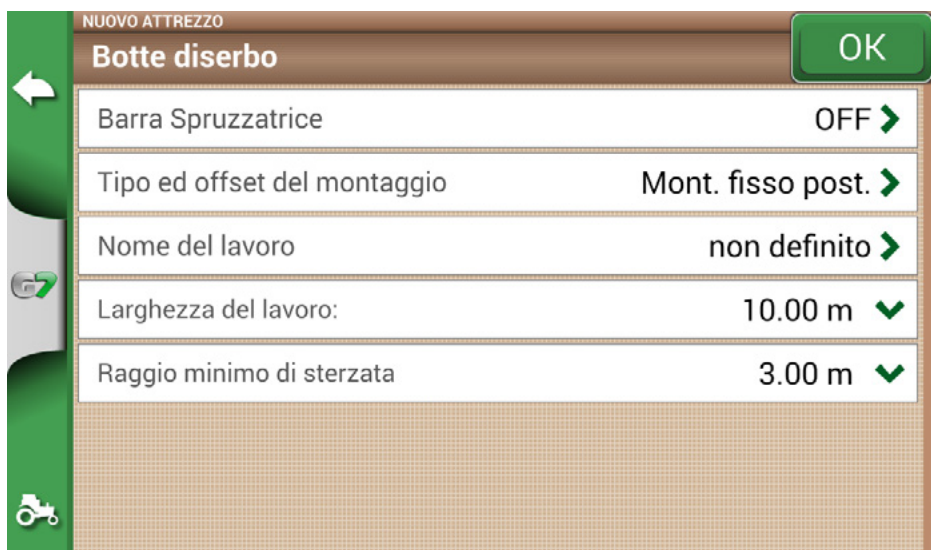 NUOVO ATTREZZO
Botte diserbo
OK
Barra Spruzzatrice OFF
Tipo ed offset del montaggio Mont. fisso post.
Nome del lavoro non definito
G7
Larghezza del lavoro: 10.00 m
Raggio minimo di sterzata 3.00 m